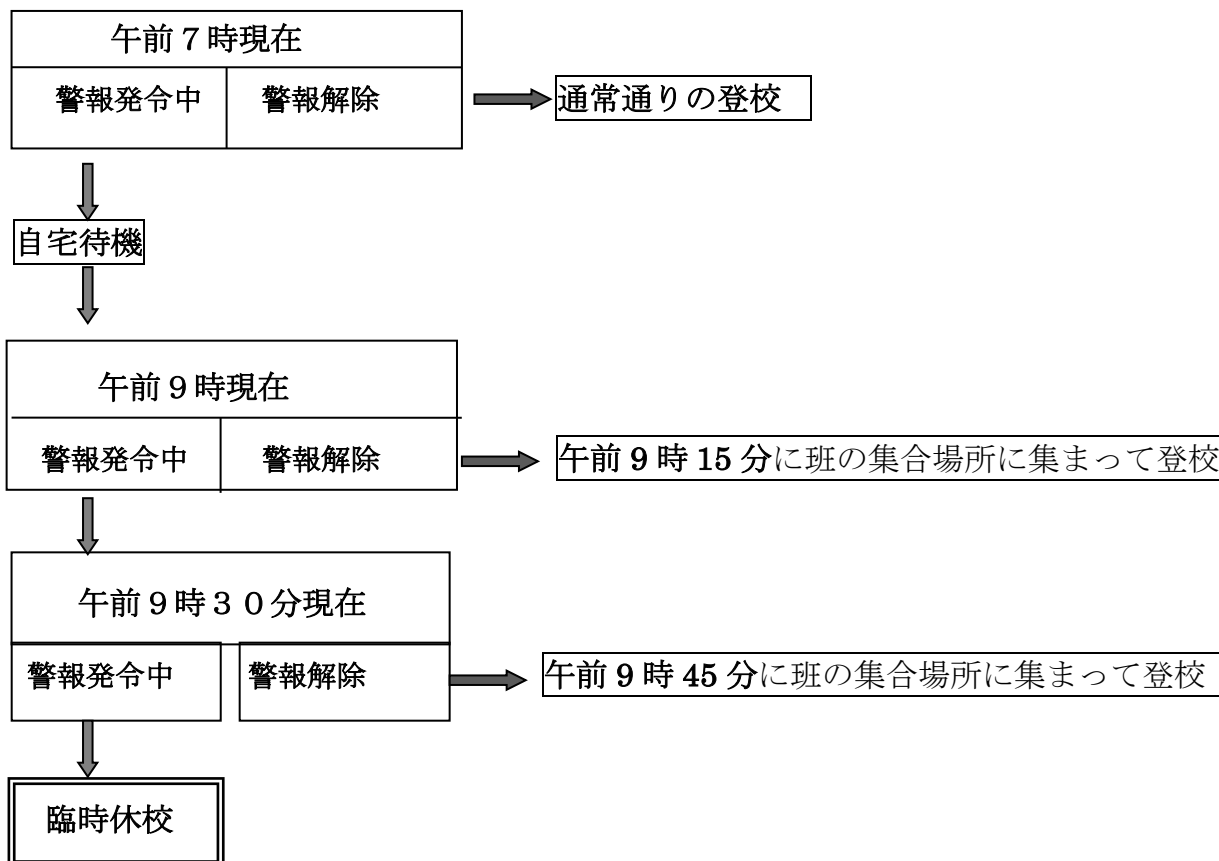 午前７時現在
警報発令中
警報解除
通常通りの登校
自宅待機
午前９時現在
警報発令中
警報解除
午前 9 時 15 分に班の集合場所に集まって登校
午前９時３０分現在
警報発令中
警報解除
午前 9 時 45 分に班の集合場所に集まって登校
臨時休校